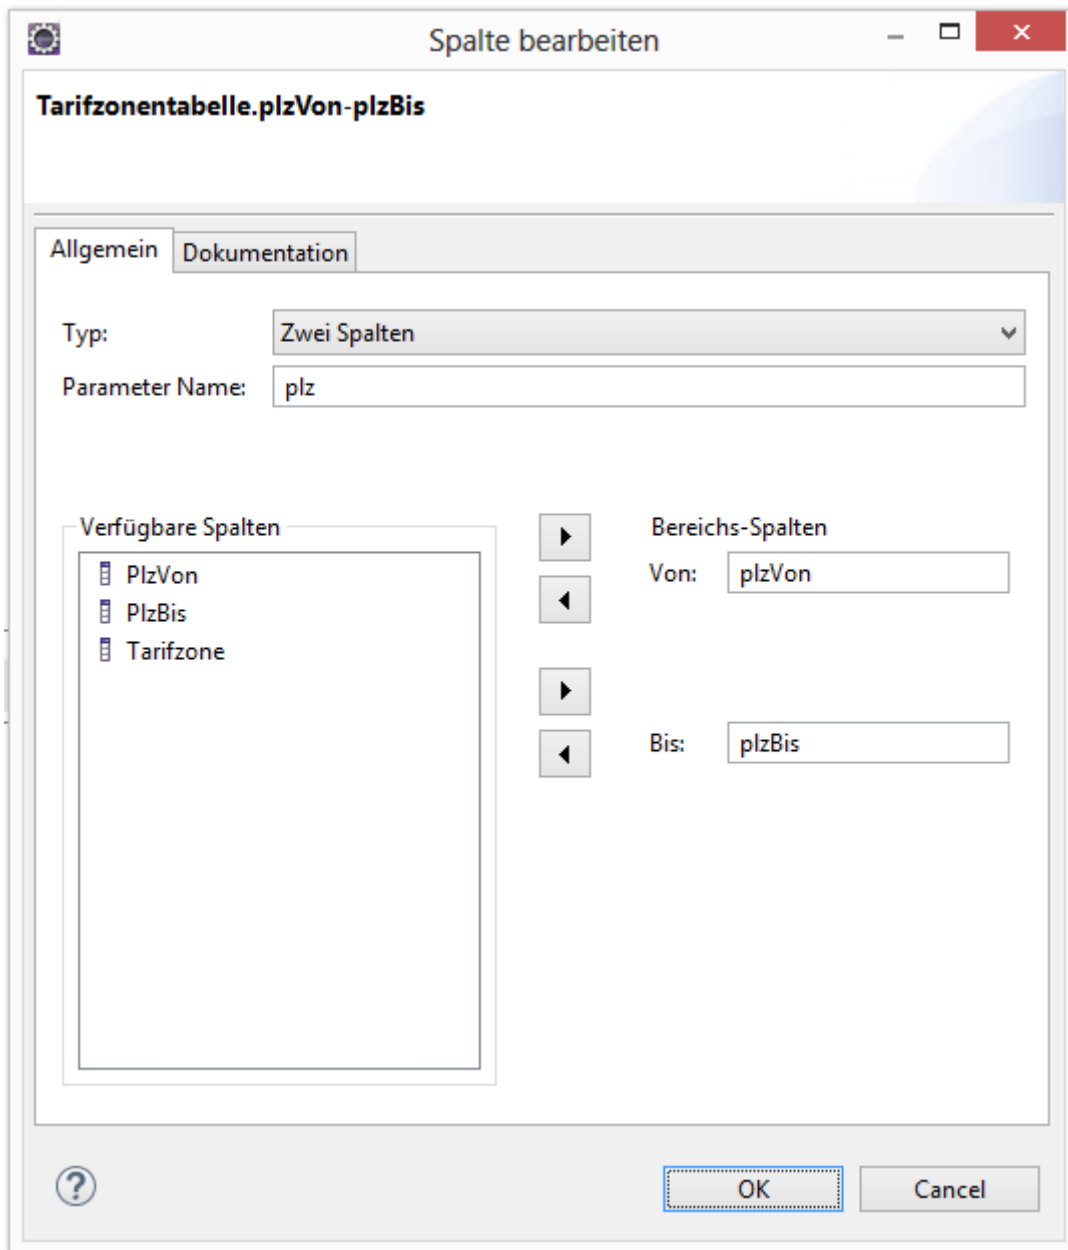 Spalte bearbeiten
Tarifzonentabelle.plzVon-plzBis
Allgemein
Dokumentation
Typ:
Zwei Spalten
Parameter Name:
plz
Verfügbare Spalten
PlzVon
PlzBis
Tarifzone
Bereichs-Spalten
Von:
plzVon
Bis:
plzBis
?
OK
Cancel